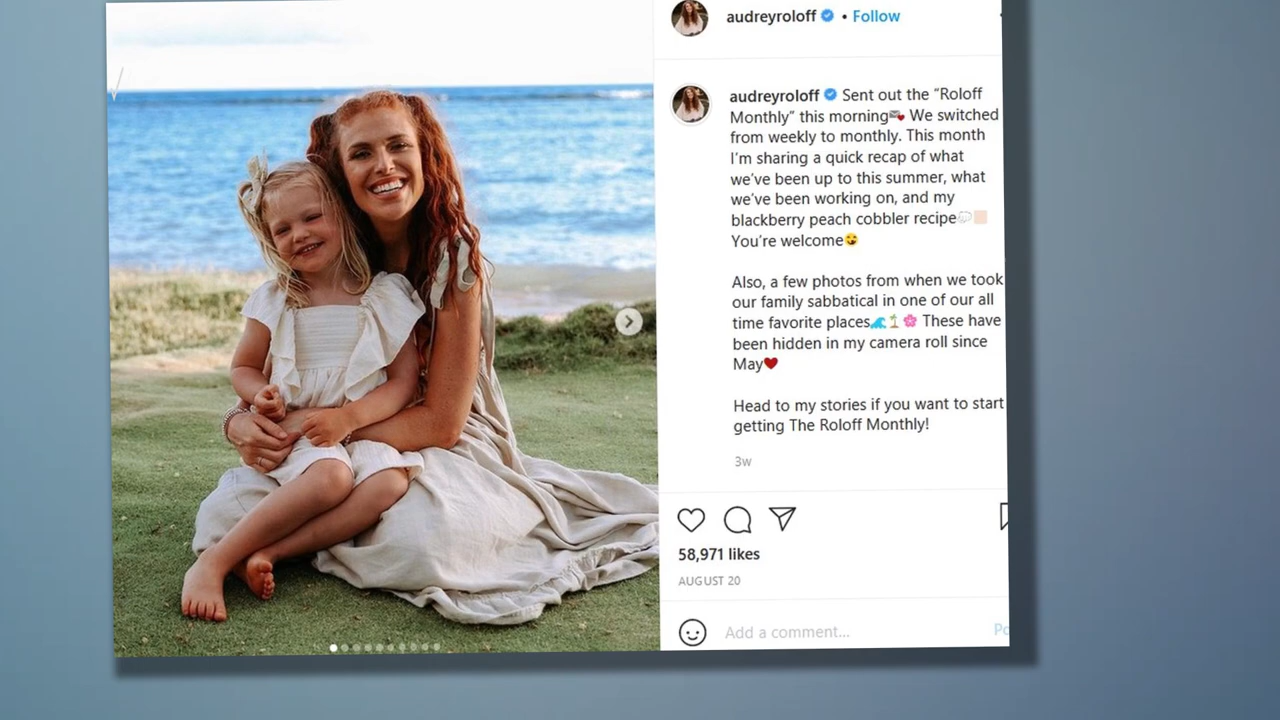 audreyroloff • Follow
audreyroloff Sent out the “Roloff
Monthly” this morning💌 We switched
from weekly to monthly. This month
I’m sharing a quick recap of what
we’ve been up to this summer, what
we’ve been working on, and my
blackberry peach cobbler recipe
You’re welcome😋
Also, a few photos from when we took
our family sabbatical in one of our all
time favorite places🌊🏝️🌸 These have
been hidden in my camera roll since
May❤️
Head to my stories if you want to start
getting The Roloff Monthly!
3w
58,971 likes
AUGUST 20
Add a comment...